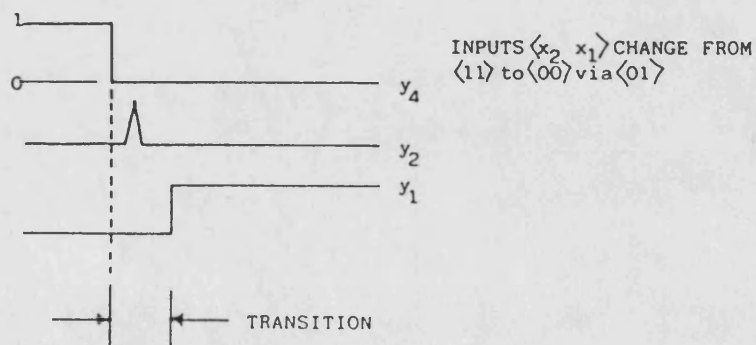 1
INPUTS ⟨x₂ x₁⟩ CHANGE FROM
⟨11⟩ to ⟨00⟩ via ⟨01⟩
0
y₄
y₂
y₁
TRANSITION